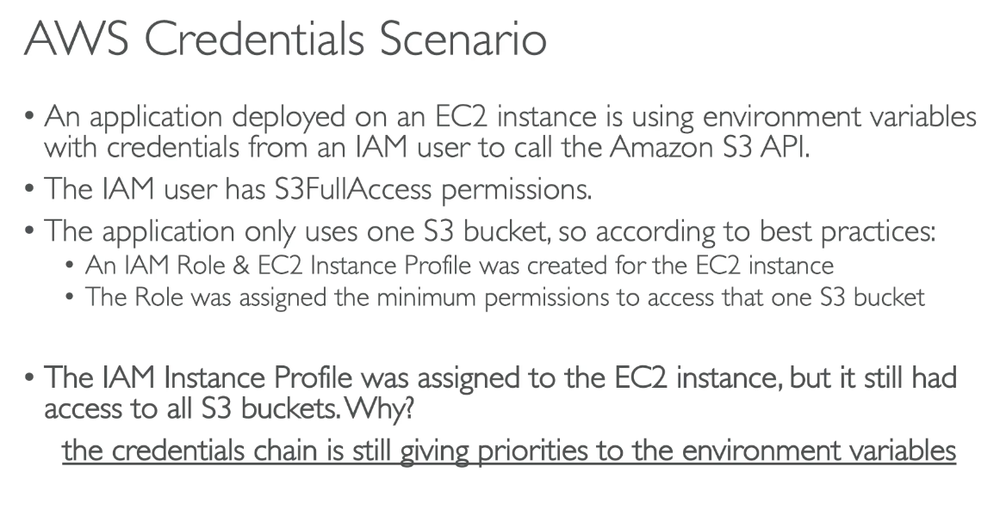 AWS Credentials Scenario
• An application deployed on an EC2 instance is using environment variables
with credentials from an IAM user to call the Amazon S3 API.
• The IAM user has S3FullAccess permissions.
• The application only uses one S3 bucket, so according to best practices:
• An IAM Role & EC2 Instance Profile was created for the EC2 instance
• The Role was assigned the minimum permissions to access that one S3 bucket
• The IAM Instance Profile was assigned to the EC2 instance, but it still had
access to all S3 buckets. Why?
the credentials chain is still giving priorities to the environment variables